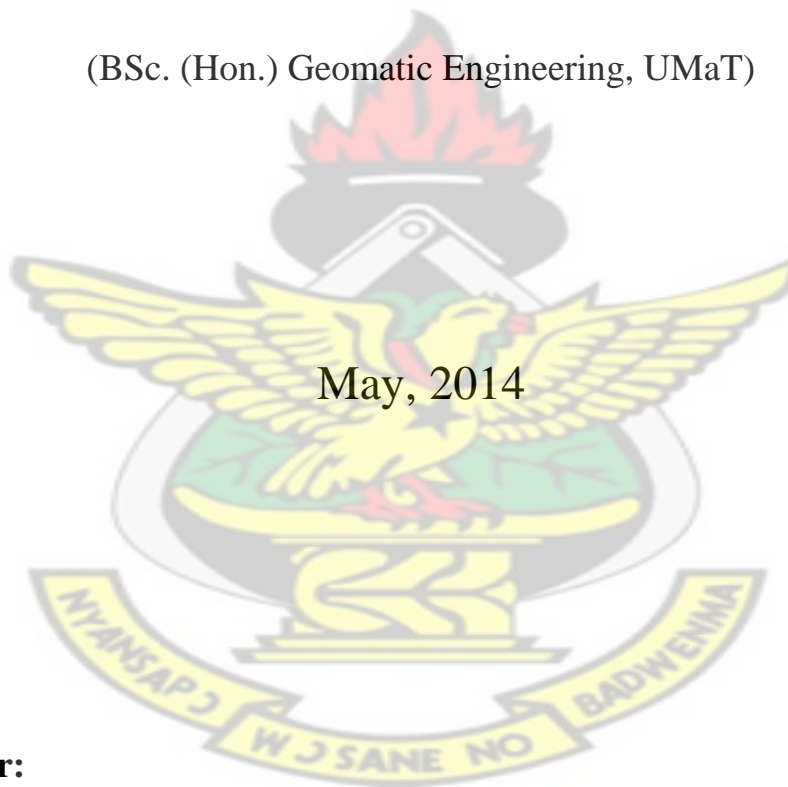 (BSc. (Hon.) Geomatic Engineering, UMaT)
May, 2014
NYANSAPƆ WƆSANE NO BADWENMA
r: